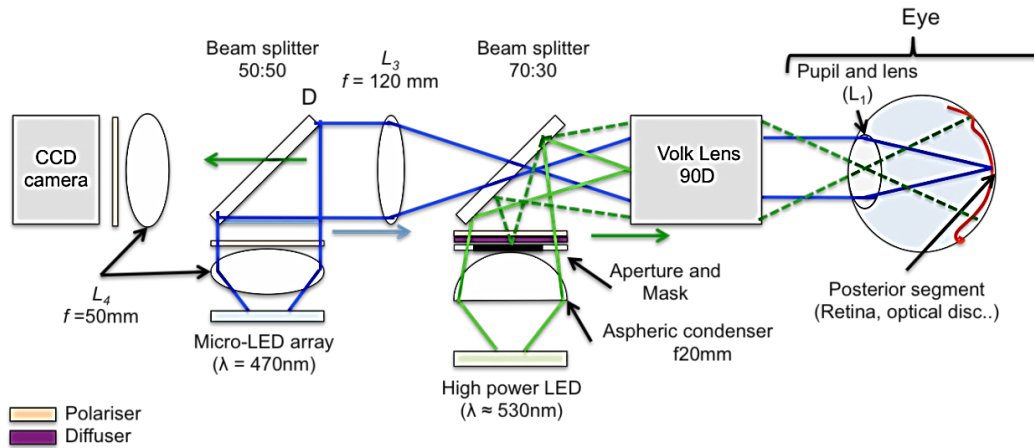 Eye
Beam splitter
50:50
D
L3
f = 120 mm
Beam splitter
70:30
Pupil and lens
(L1)
CCD
camera
Volk Lens
90D
L4
f =50mm
Micro-LED array
(λ = 470nm)
Aperture and
Mask
Aspheric condenser
f20mm
High power LED
(λ ≈ 530nm)
Posterior segment
(Retina, optical disc..)
Polariser
Diffuser